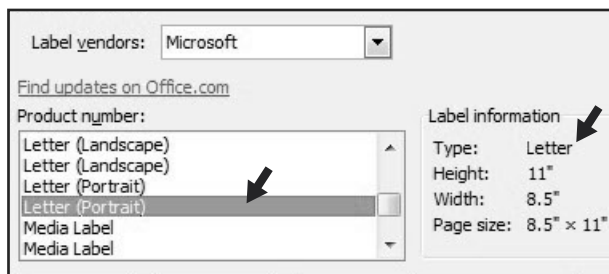 Label vendors: Microsoft
Find updates on Office.com
Product number:
Letter (Landscape)
Letter (Landscape)
Letter (Portrait)
Letter (Portrait)
Media Label
Media Label
Label information
Type: Letter
Height: 11"
Width: 8.5"
Page size: 8.5" × 11"